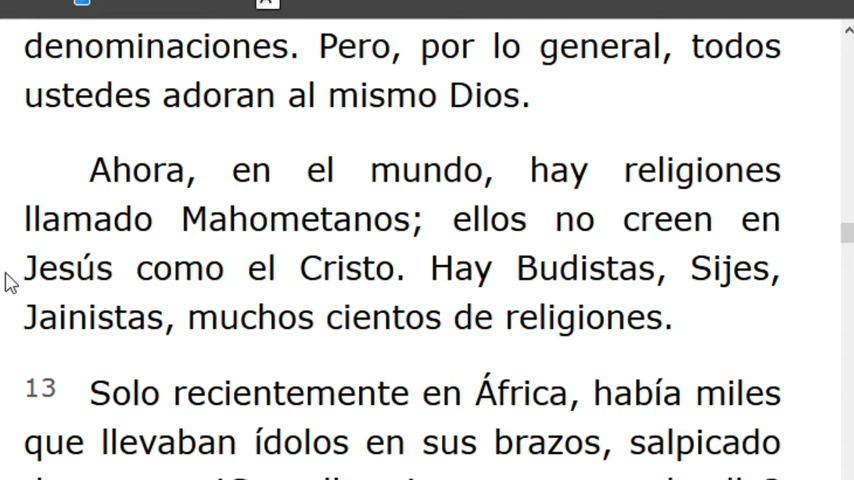 denominaciones. Pero, por lo general, todos
ustedes adoran al mismo Dios.
Ahora, en el mundo, hay religiones
llamado Mahometanos; ellos no creen en
Jesús como el Cristo. Hay Budistas, Sijes,
Jainistas, muchos cientos de religiones.
13 Solo recientemente en África, había miles
que llevaban ídolos en sus brazos, salpicado